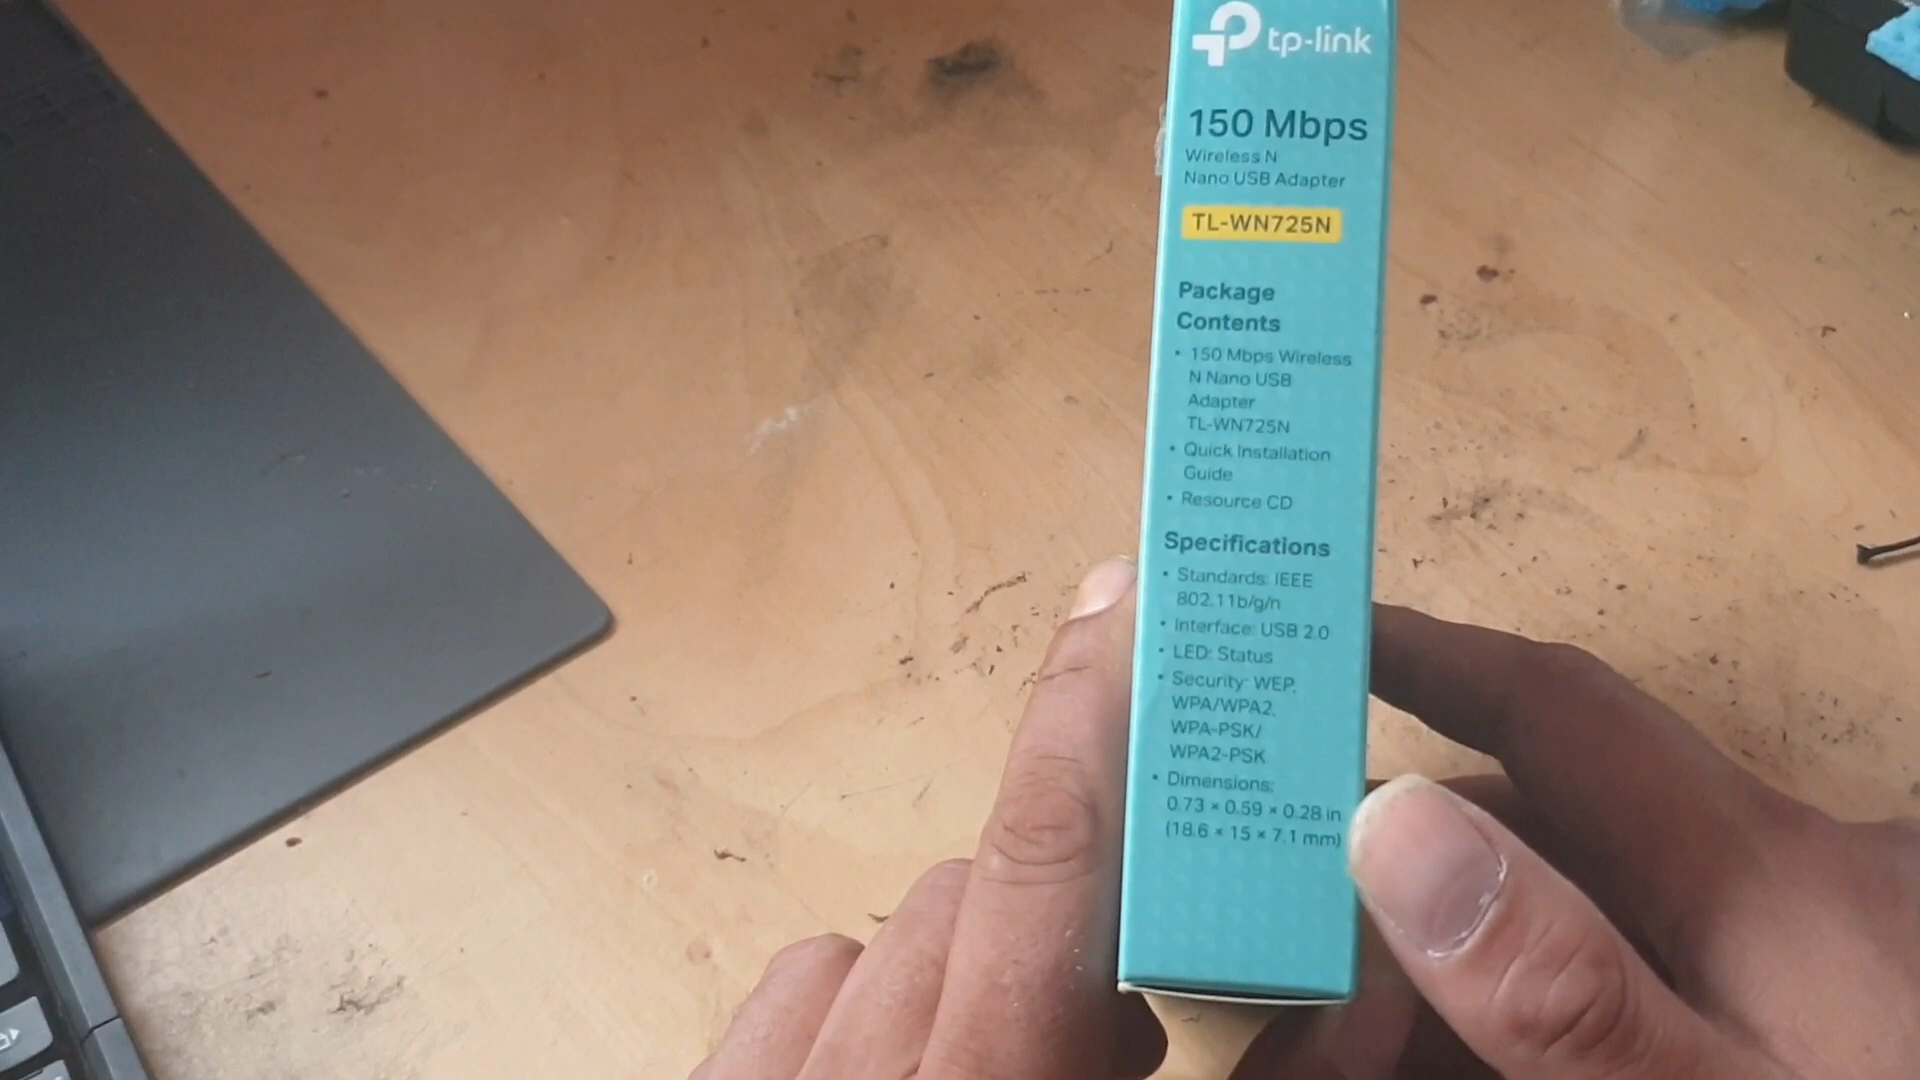 tp-link
150 Mbps
Wireless N
Nano USB Adapter
TL-WN725N
Package
Contents
• 150 Mbps Wireless
N Nano USB
Adapter
TL-WN725N
• Quick Installation
Guide
• Resource CD
Specifications
• Standards: IEEE
802.11b/g/n
• Interface: USB 2.0
• LED: Status
• Security: WEP,
WPA/WPA2,
WPA-PSK/
WPA2-PSK
• Dimensions:
0.73 × 0.59 × 0.28 in
(18.6 × 15 × 7.1 mm)